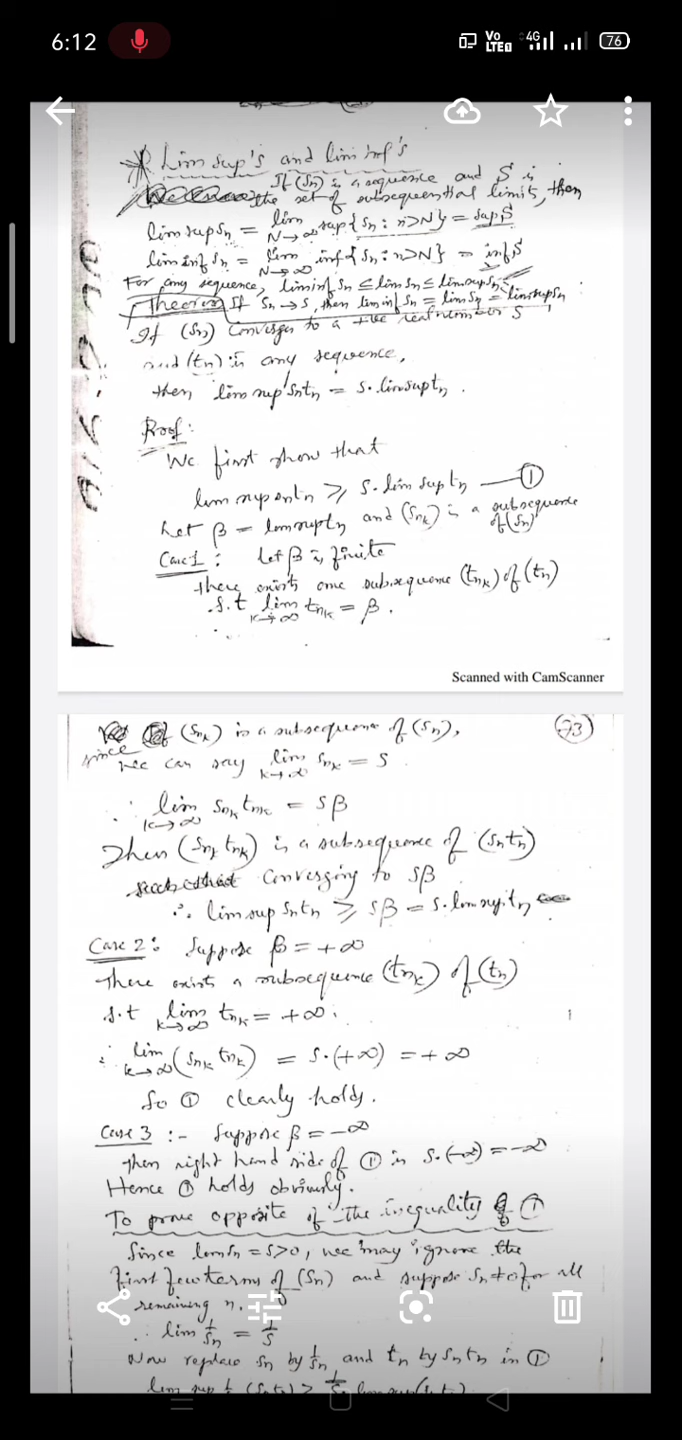 6:12
Vo LTE 4G 76
Lim sup's and lim inf's
If (Sn) is a sequence and S is
the set of subsequential limits, then
lim sup Sn = lim N→∞ sup{Sn : n>N} = sup S
lim inf Sn = lim N→∞ inf{Sn : n>N} = inf S
For any sequence, lim inf Sn ≤ lim Sn ≤ lim sup Sn
Theorem If Sn → S, then lim inf Sn = lim Sn = lim sup Sn
If (Sn) Converges to a +ve real number S
and (tn) is any sequence,
then lim sup Sntn = S. lim sup tn.
Proof:
We first show that
lim sup sntn ≥ S. lim sup tn — ①
Let β = lim sup tn and (Snk) is a subsequence of (Sn)
Case 1 : Let β is finite
there exists one subsequence (tnk) of (tn)
s.t lim k→∞ tnk = β.
Scanned with CamScanner
since (Snk) is a subsequence of (Sn), 73
we can say lim k→∞ Snk = S
∴ lim k→∞ Snk tnk = Sβ
Then (Snk tnk) is a subsequence of (Sntn)
Converging to Sβ
∴ lim sup Sntn ≥ Sβ = S. lim sup tn
Case 2: Suppose β = +∞
There exists a subsequence (tnk) of (tn)
s.t lim k→∞ tnk = +∞.
∴ lim k→∞ (Snk tnk) = S.(+∞) = +∞
So ① clearly holds.
Case 3 :- Suppose β = -∞
Then right hand side of ① is S.(-∞) = -∞
Hence ① holds obviously.
To prove opposite of the inequality of ①
Since lim Sn = S>0, we may ignore the
first few terms of (Sn) and suppose Sn ≠ 0 for all
remaining n.
∴ lim 1/Sn = 1/S
Now replace Sn by 1/Sn and tn by Sntn in ①